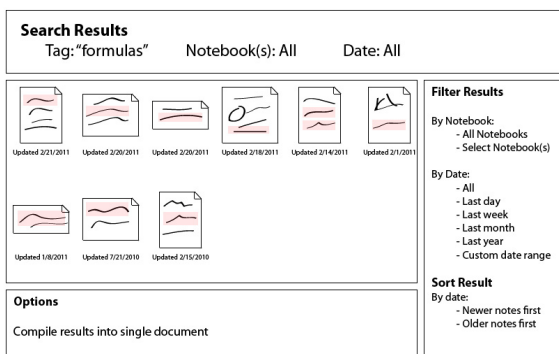 Search Results
Tag: “formulas” Notebook(s): All Date: All
Updated 2/21/2011 Updated 2/20/2011 Updated 2/20/2011 Updated 2/18/2011 Updated 2/14/2011 Updated 2/1/2011
Updated 1/8/2011 Updated 7/21/2010 Updated 2/15/2010
Options
Compile results into single document
Filter Results
By Notebook:
- All Notebooks
- Select Notebook(s)
By Date:
- All
- Last day
- Last week
- Last month
- Last year
- Custom date range
Sort Result
By date:
- Newer notes first
- Older notes first